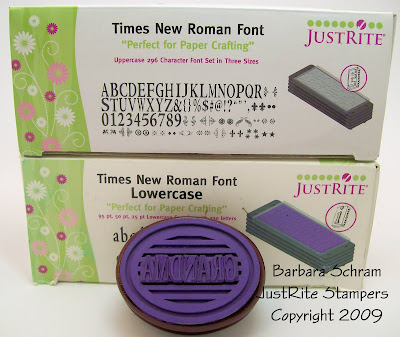 Times New Roman Font
"Perfect for Paper Crafting"
Uppercase 296 Character Font Set in Three Sizes
JUSTRITE
ABCDEFGHIJKLMNOPQR
STUVWXYZ&!%$#@!?
0123456789
Times New Roman Font
Lowercase
"Perfect for Paper Crafting"
JUSTRITE
GRANDMA
Barbara Schram
JustRite Stampers
Copyright 2009